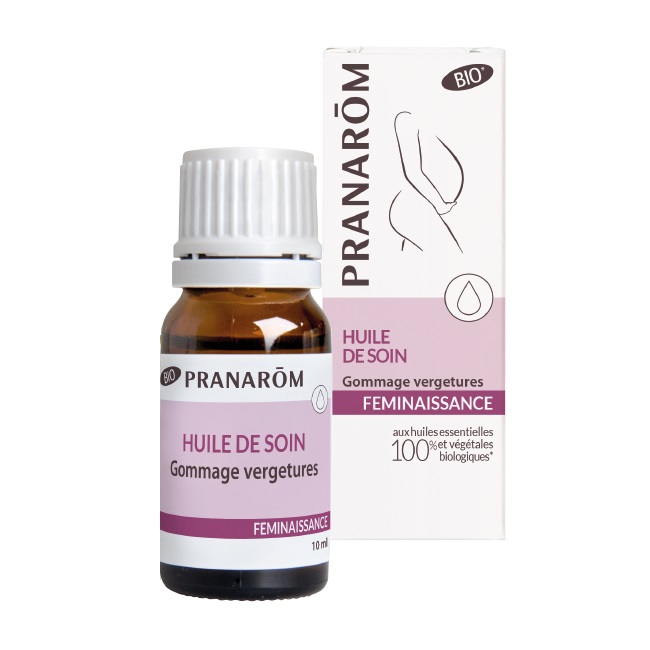 BIO
PRANARŌM
HUILE DE SOIN
Gommage vergetures
FEMINAISSANCE
10 ml
BIO*
PRANARŌM
HUILE
DE SOIN
Gommage vergetures
FEMINAISSANCE
aux huiles essentielles
100% et végétales
biologiques*